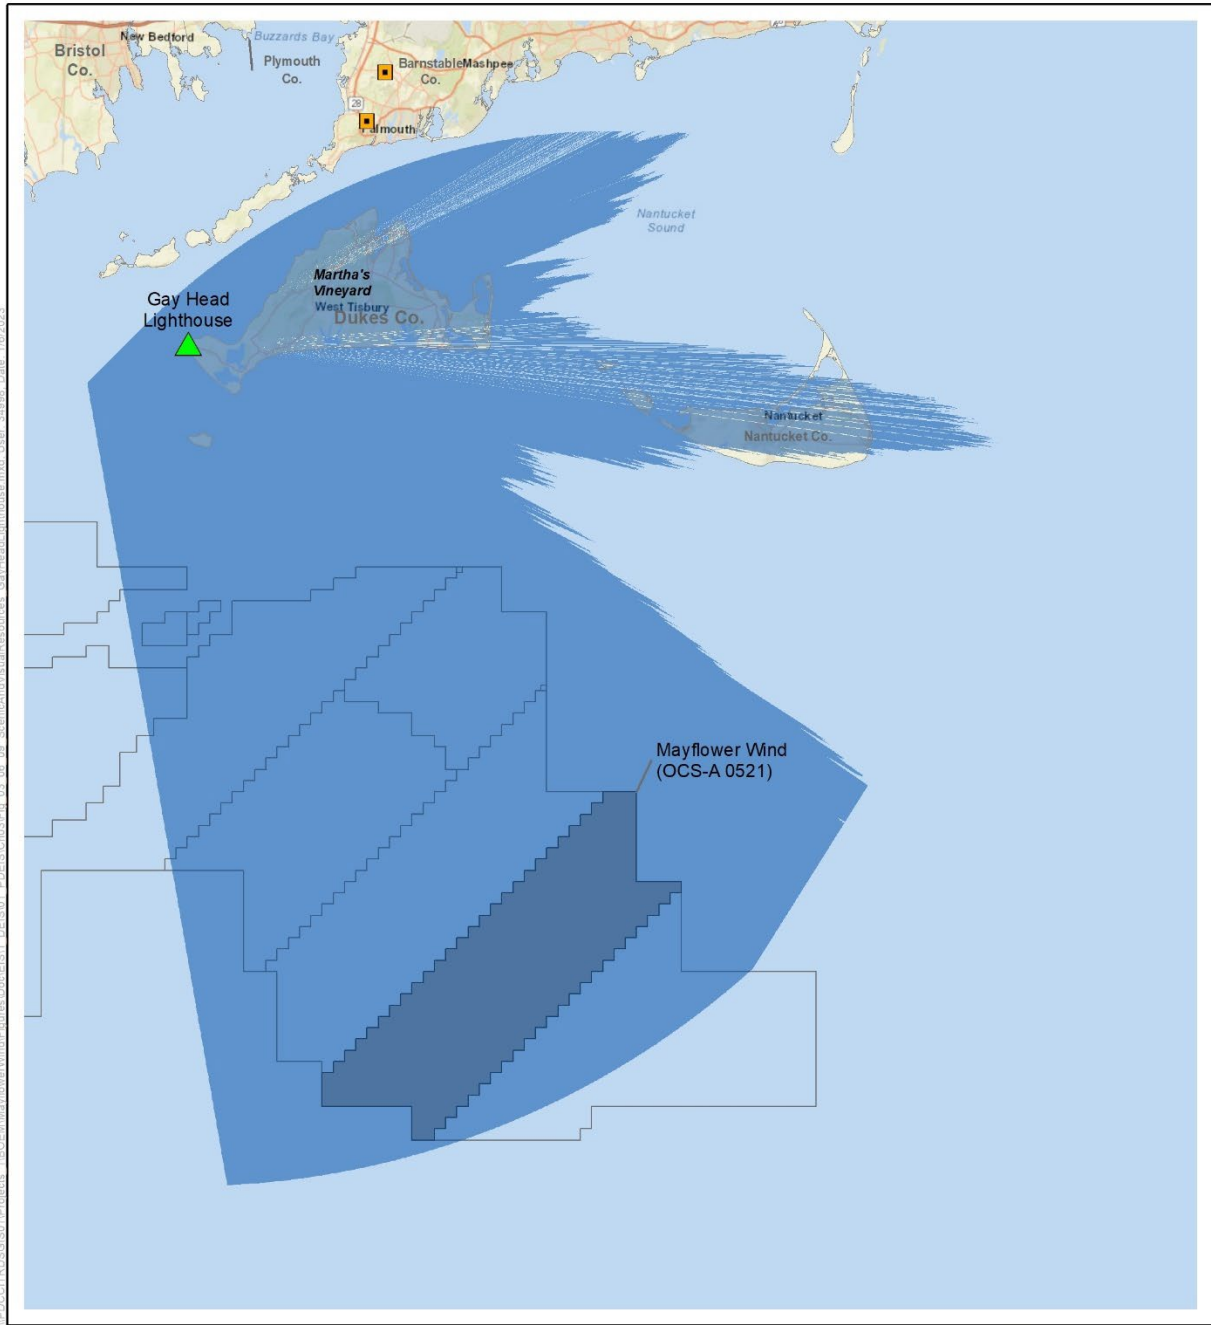 New Bedford
Buzzards Bay
Bristol
Co.
Plymouth
Co.
Barnstable
Co.
Mashpee
28
Falmouth
Nantucket
Sound
Martha's
Vineyard
West Tisbury
Dukes Co.
Gay Head
Lighthouse
Nantucket
Nantucket Co.
Mayflower Wind
(OCS-A 0521)